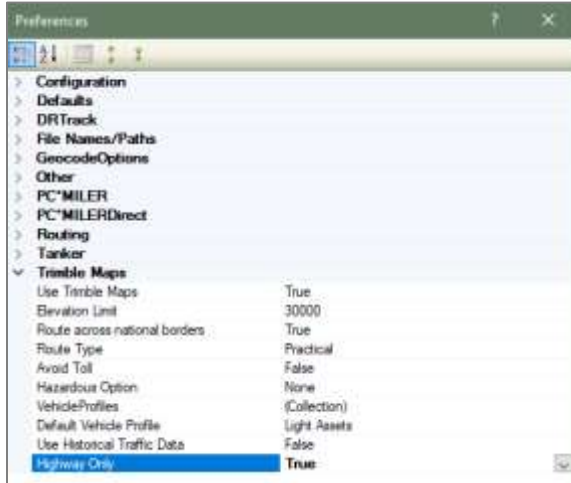 Preferences
Configuration
Defaults
DRTrack
File Names/Paths
GeocodeOptions
Other
PC*MILER
PC*MILERDirect
Routing
Tanker
Trimble Maps
Use Trimble Maps True
Elevation Limit 30000
Route across national borders True
Route Type Practical
Avoid Toll False
Hazardous Option None
VehicleProfiles (Collection)
Default Vehicle Profile Light Assets
Use Historical Traffic Data False
Highway Only True